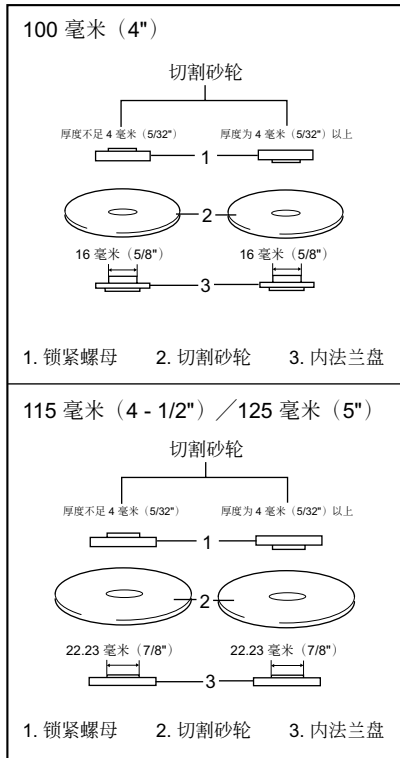 100 毫米（4"）
切割砂轮
厚度不足 4 毫米（5/32"） 厚度为 4 毫米（5/32"）以上
1
2
16 毫米（5/8"） 16 毫米（5/8"）
3
1. 锁紧螺母 2. 切割砂轮 3. 内法兰盘
115 毫米（4 - 1/2"）／125 毫米（5"）
切割砂轮
厚度不足 4 毫米（5/32"） 厚度为 4 毫米（5/32"）以上
1
2
22.23 毫米（7/8"） 22.23 毫米（7/8"）
3
1. 锁紧螺母 2. 切割砂轮 3. 内法兰盘